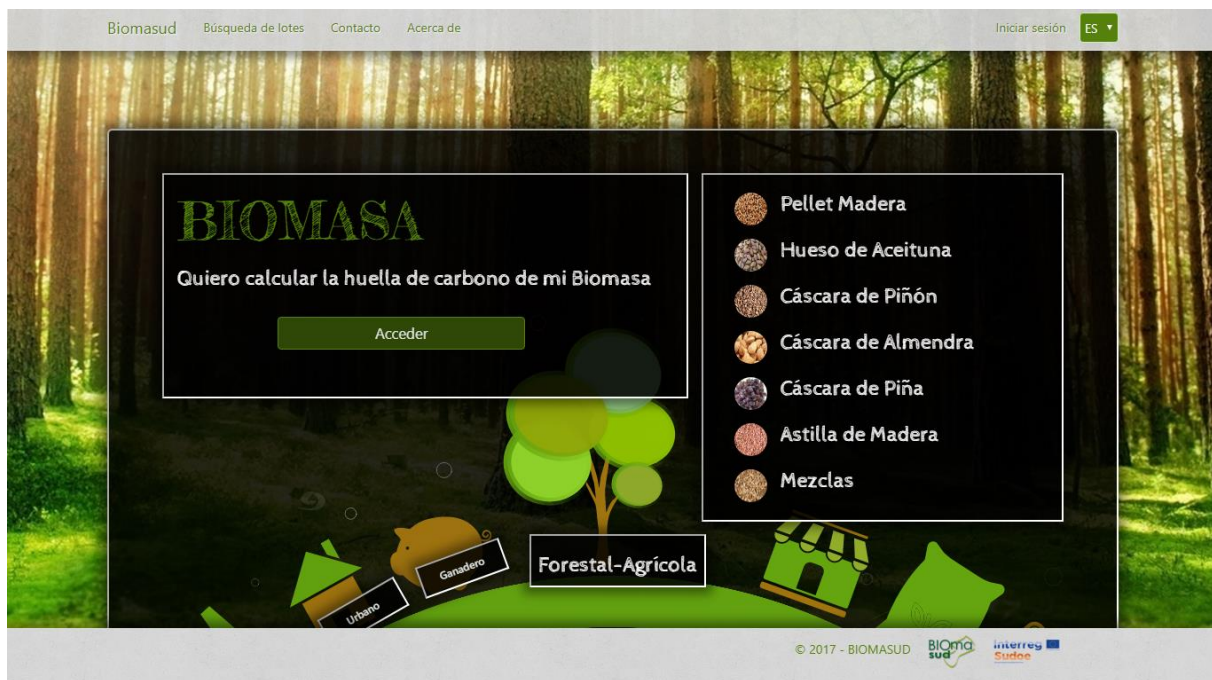 Biomasud Búsqueda de lotes Contacto Acerca de Iniciar sesión ES
BIOMASA
Quiero calcular la huella de carbono de mi Biomasa
Acceder
Pellet Madera
Hueso de Aceituna
Cáscara de Piñón
Cáscara de Almendra
Cáscara de Piña
Astilla de Madera
Mezclas
Urbano
Ganadero
Forestal-Agrícola
© 2017 - BIOMASUD
BIOma
sud
Interreg
Sudoe